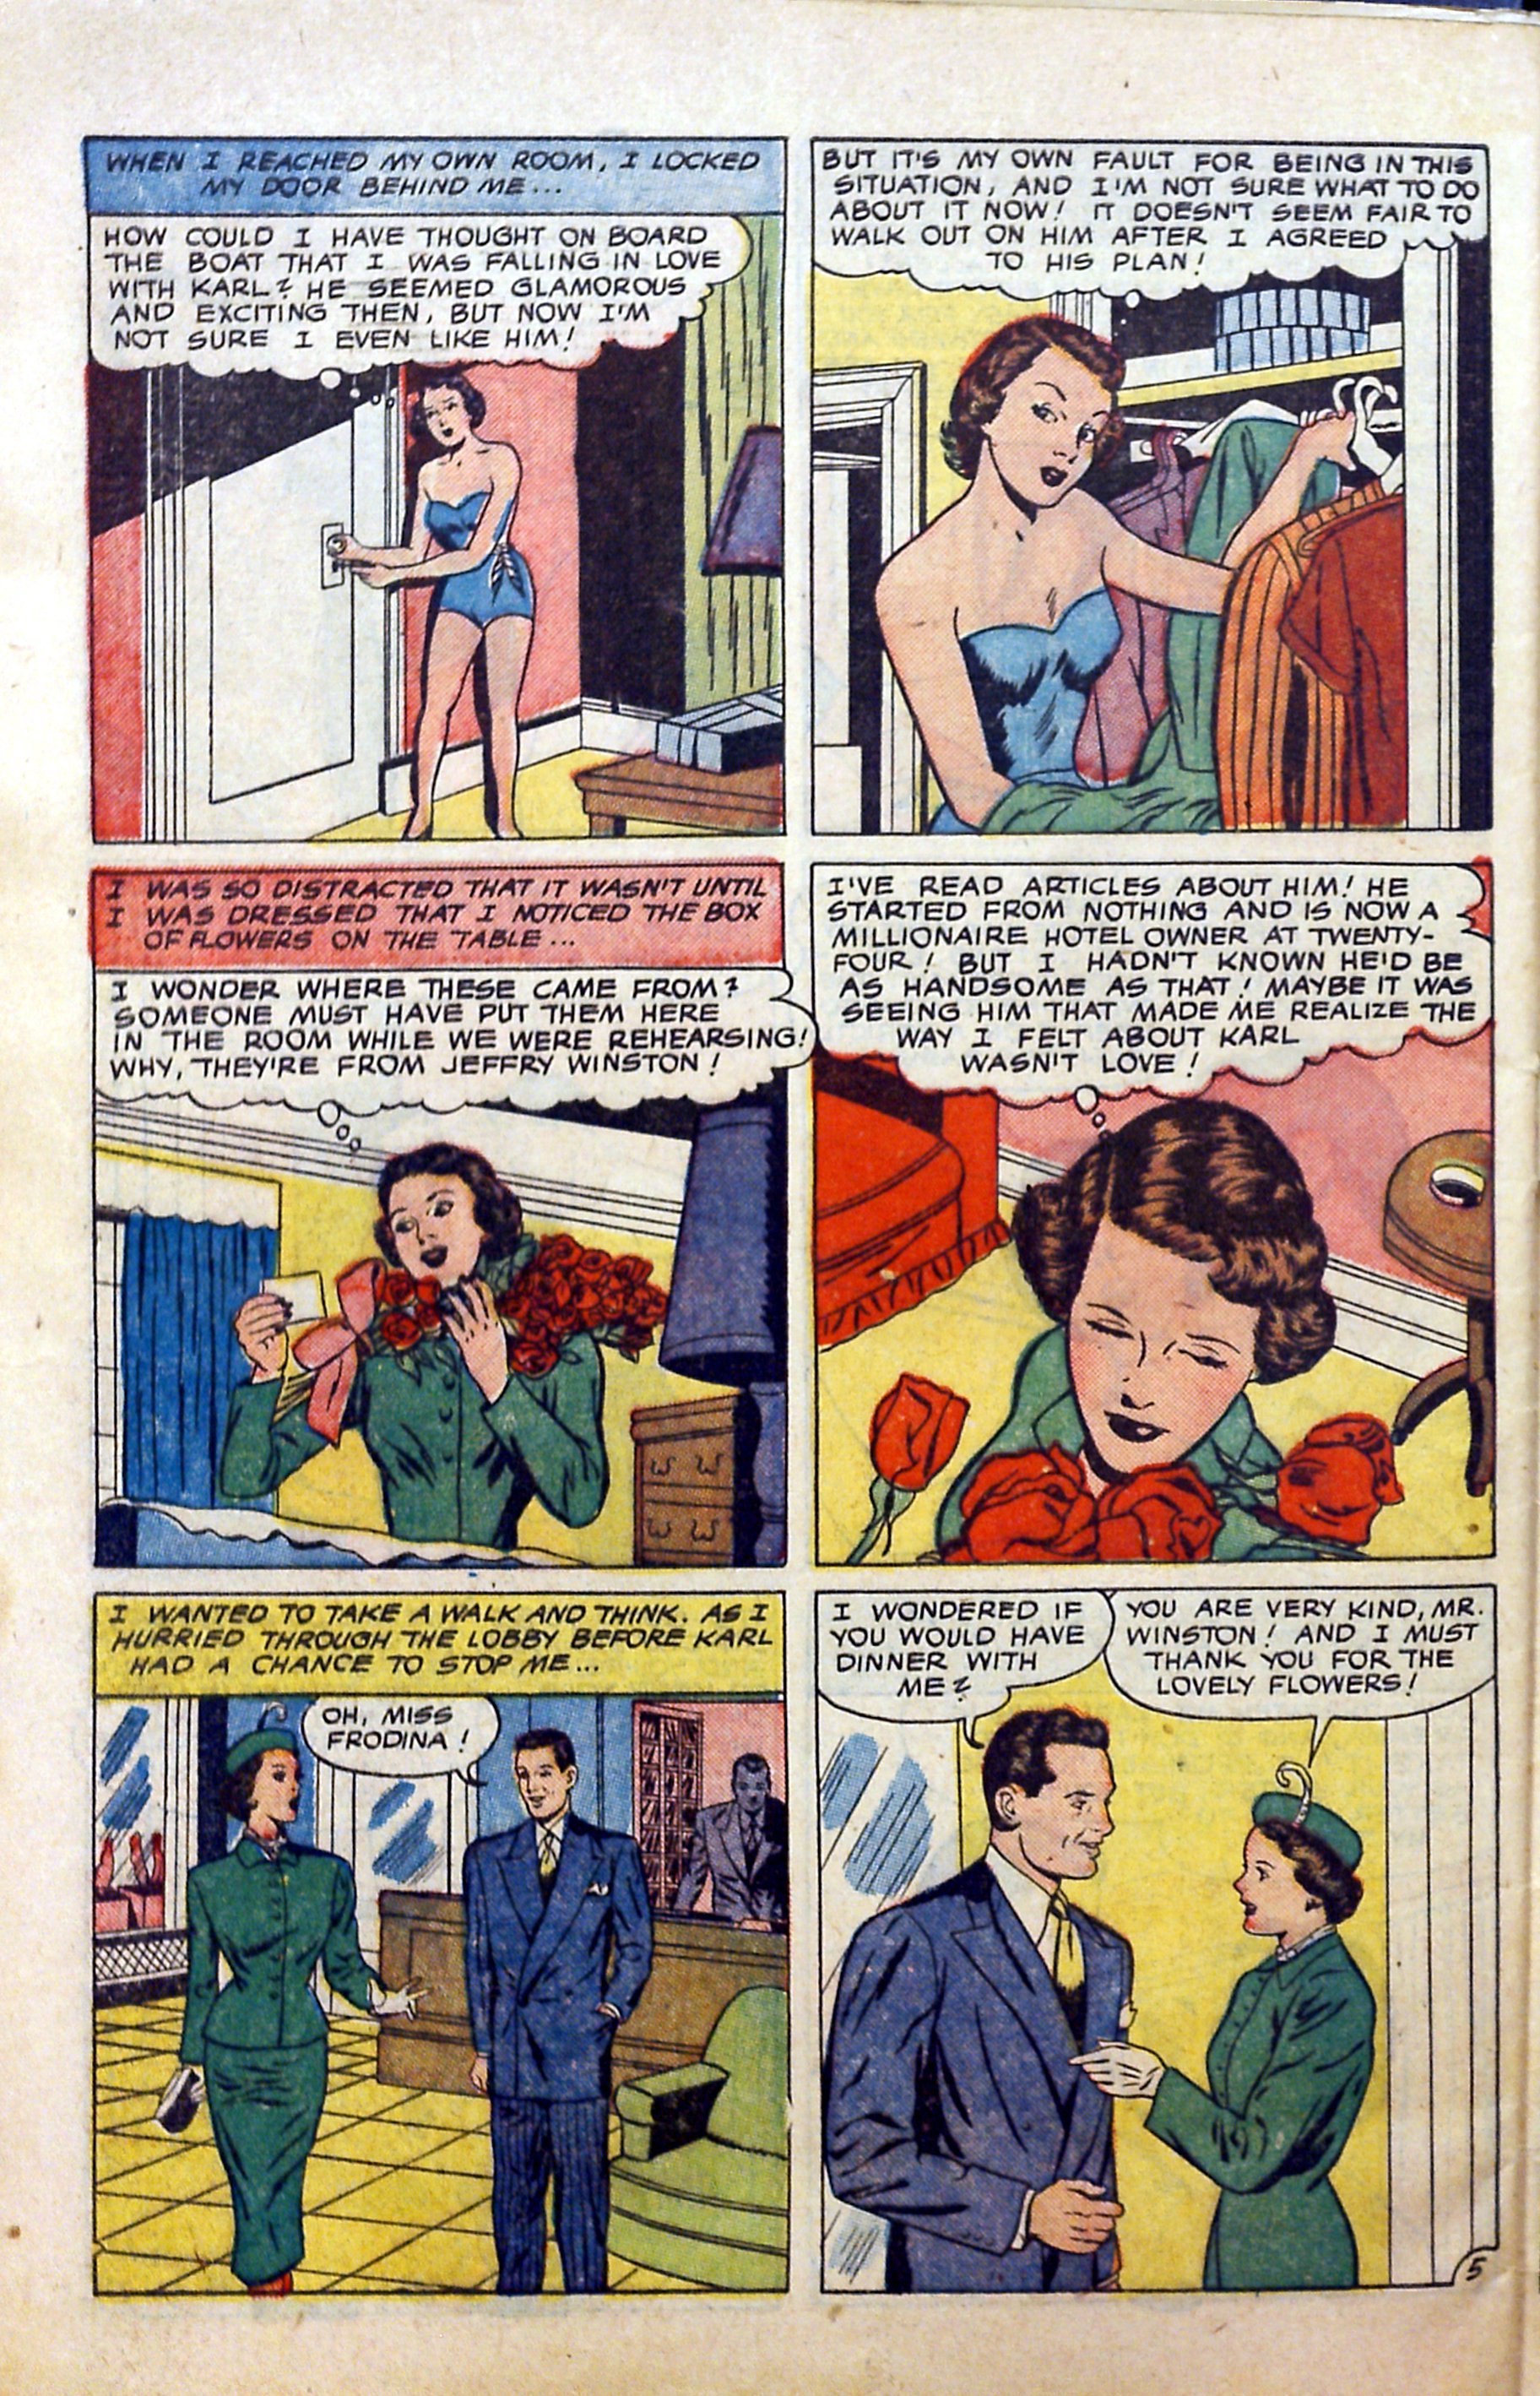 WHEN I REACHED MY OWN ROOM, I LOCKED
MY DOOR BEHIND ME...
HOW COULD I HAVE THOUGHT ON BOARD
THE BOAT THAT I WAS FALLING IN LOVE
WITH KARL? HE SEEMED GLAMOROUS
AND EXCITING THEN, BUT NOW I'M
NOT SURE I EVEN LIKE HIM!
BUT IT'S MY OWN FAULT FOR BEING IN THIS
SITUATION, AND I'M NOT SURE WHAT TO DO
ABOUT IT NOW! IT DOESN'T SEEM FAIR TO
WALK OUT ON HIM AFTER I AGREED
TO HIS PLAN!
I WAS SO DISTRACTED THAT IT WASN'T UNTIL
I WAS DRESSED THAT I NOTICED THE BOX
OF FLOWERS ON THE TABLE...
I WONDER WHERE THESE CAME FROM?
SOMEONE MUST HAVE PUT THEM HERE
IN THE ROOM WHILE WE WERE REHEARSING!
WHY, THEY'RE FROM JEFFRY WINSTON!
I'VE READ ARTICLES ABOUT HIM! HE
STARTED FROM NOTHING AND IS NOW A
MILLIONAIRE HOTEL OWNER AT TWENTY-
FOUR! BUT I HADN'T KNOWN HE'D BE
AS HANDSOME AS THAT! MAYBE IT WAS
SEEING HIM THAT MADE ME REALIZE THE
WAY I FELT ABOUT KARL
WASN'T LOVE!
I WANTED TO TAKE A WALK AND THINK. AS I
HURRIED THROUGH THE LOBBY BEFORE KARL
HAD A CHANCE TO STOP ME...
OH, MISS
FRODINA!
I WONDERED IF
YOU WOULD HAVE
DINNER WITH
ME?
YOU ARE VERY KIND, MR.
WINSTON! AND I MUST
THANK YOU FOR THE
LOVELY FLOWERS!
5